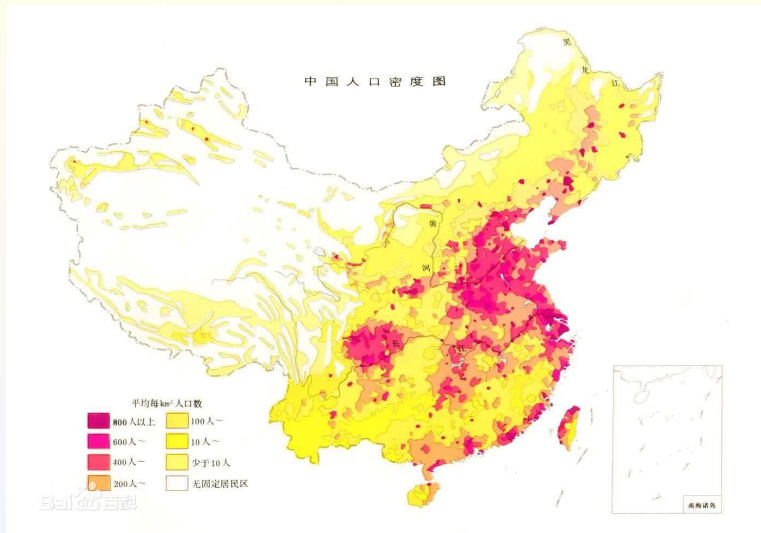 中国人口密度图
黑
龙
江
黄
河
长
江
平均每km²人口数
800人以上
600人～
400人～
200人～
100人～
10人～
少于10人
无固定居民区
南海诸岛
Bai百科